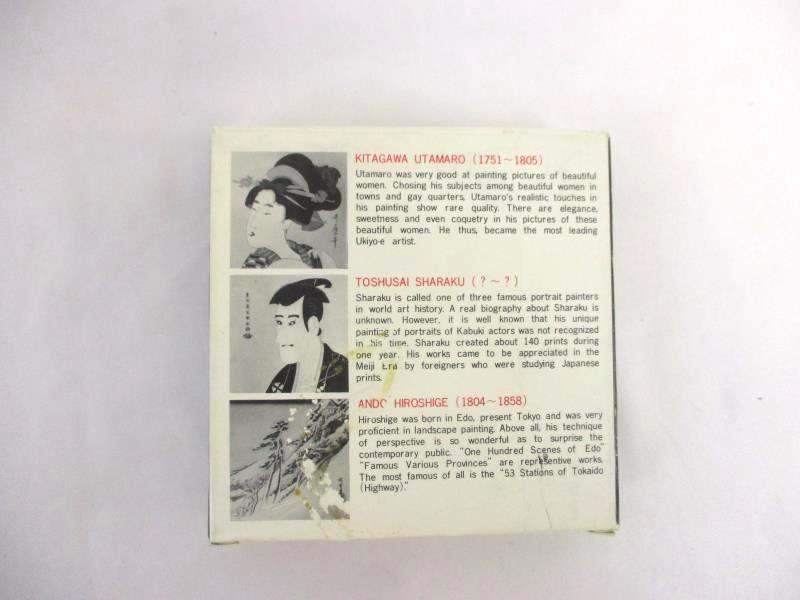 KITAGAWA UTAMARO (1751～1805)
Utamaro was very good at painting pictures of beautiful
women. Chosing his subjects among beautiful women in
towns and gay quarters, Utamaro's realistic touches in
his painting show rare quality. There are elegance,
sweetness and even coquetry in his pictures of these
beautiful women. He thus, became the most leading
Ukiyo-e artist.
TOSHUSAI SHARAKU (?～?)
Sharaku is called one of three famous portrait painters
in world art history. A real biography about Sharaku is
unknown. However, it is well known that his unique
painting of portraits of Kabuki actors was not recognized
in his time. Sharaku created about 140 prints during
one year. His works came to be appreciated in the
Meiji Era by foreigners who were studying Japanese
prints.
ANDO HIROSHIGE (1804～1858)
Hiroshige was born in Edo, present Tokyo and was very
proficient in landscape painting. Above all, his technique
of perspective is so wonderful as to surprise the
contemporary public. "One Hundred Scenes of Edo"
"Famous Various Provinces" are representive works.
The most famous of all is the "53 Stations of Tokaido
(Highway)."